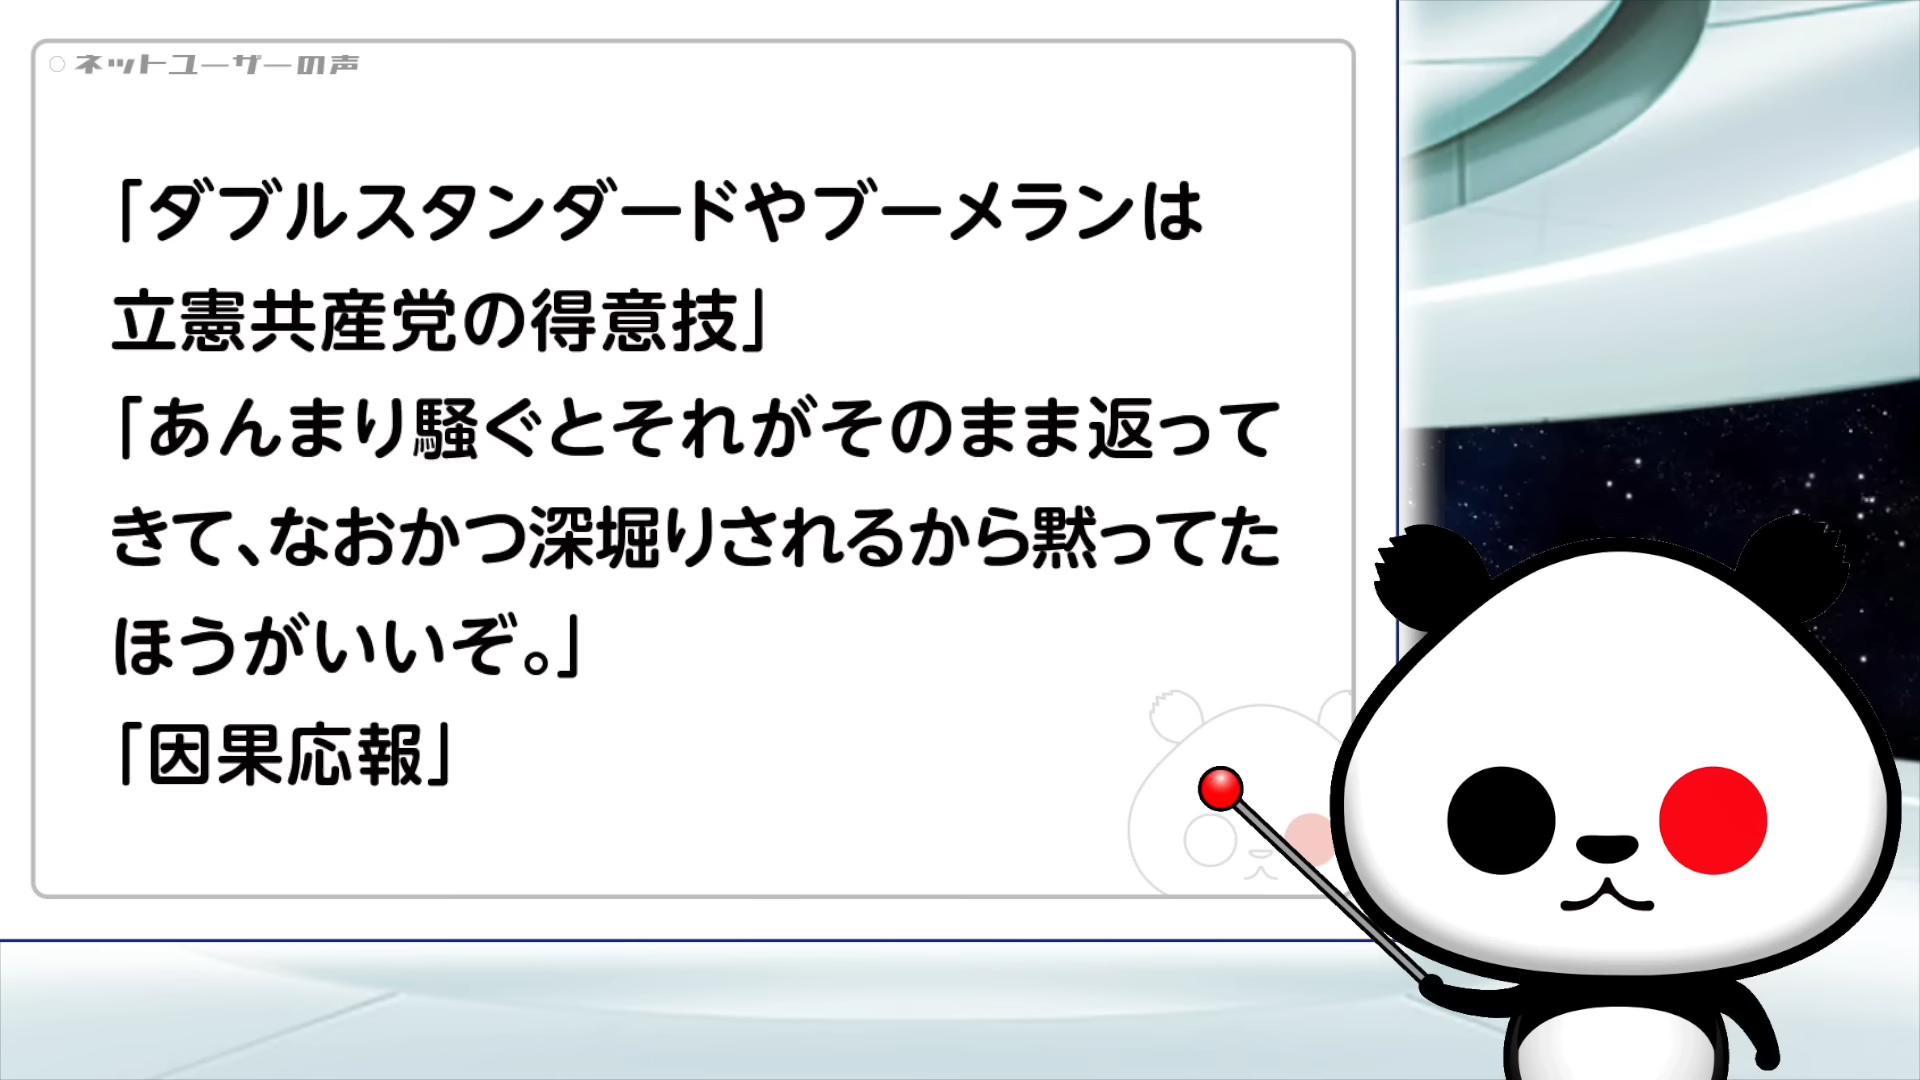 ネットユーザーの声
「ダブルスタンダードやブーメランは
立憲共産党の得意技」
「あんまり騒ぐとそれがそのまま返って
きて、なおかつ深堀りされるから黙ってた
ほうがいいぞ。」
「因果応報」